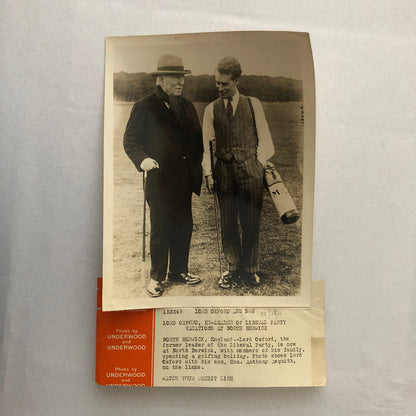 M
153X45 LORD OXFORD AND SON
LORD OXFORD, EX-LEADER OF LIBERAL PARTY
VACATIONS AT NORTH BERWICK
NORTH BERWICK, England.-Lord Oxford, the
former leader of the Liberal Party, is now
at North Berwick, with members of his family,
spending a golfing holiday. Photo shows Lord
Oxford with his son, Hon. Anthony Asquith,
on the links.
WATCH YOUR CREDIT LINE
Photo by
UNDERWOOD
and
UNDERWOOD
Photo by
UNDERWOOD
and
UNDERWOOD